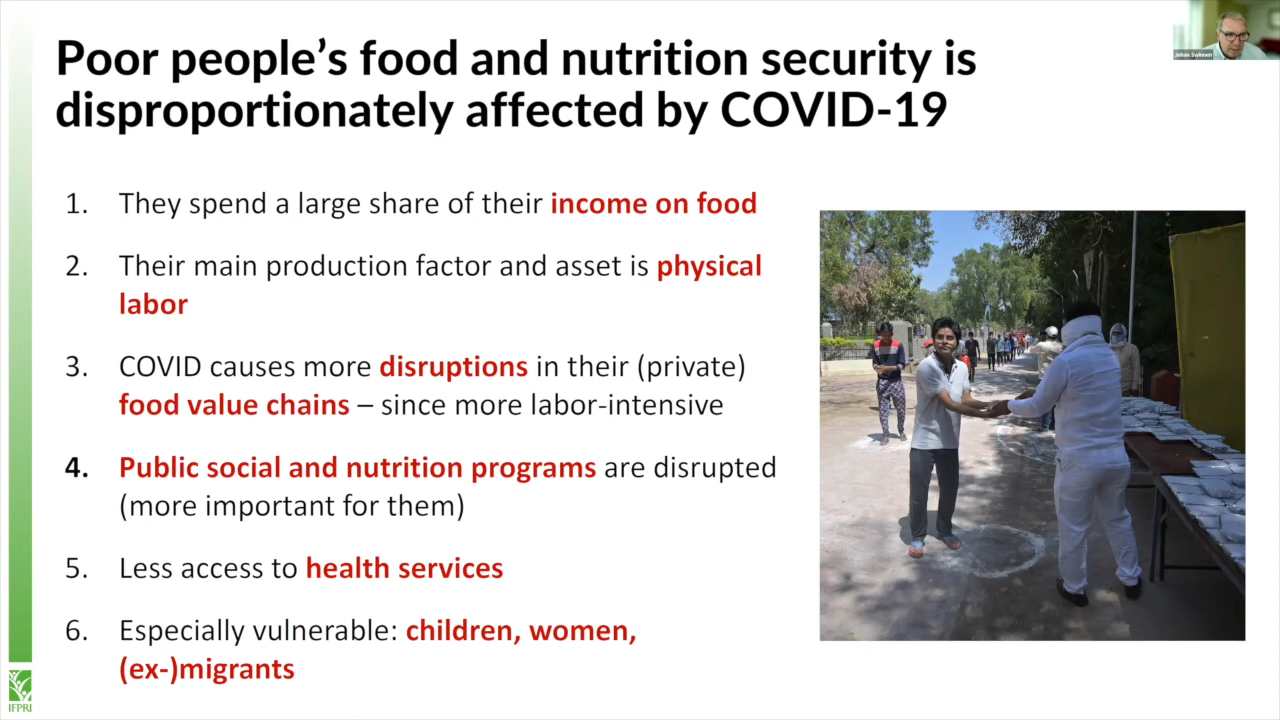 Poor people’s food and nutrition security is
disproportionately affected by COVID-19
Johan Swinnen
1. They spend a large share of their income on food
2. Their main production factor and asset is physical
labor
3. COVID causes more disruptions in their (private)
food value chains – since more labor-intensive
4. Public social and nutrition programs are disrupted
(more important for them)
5. Less access to health services
6. Especially vulnerable: children, women,
(ex-)migrants
IFPRI